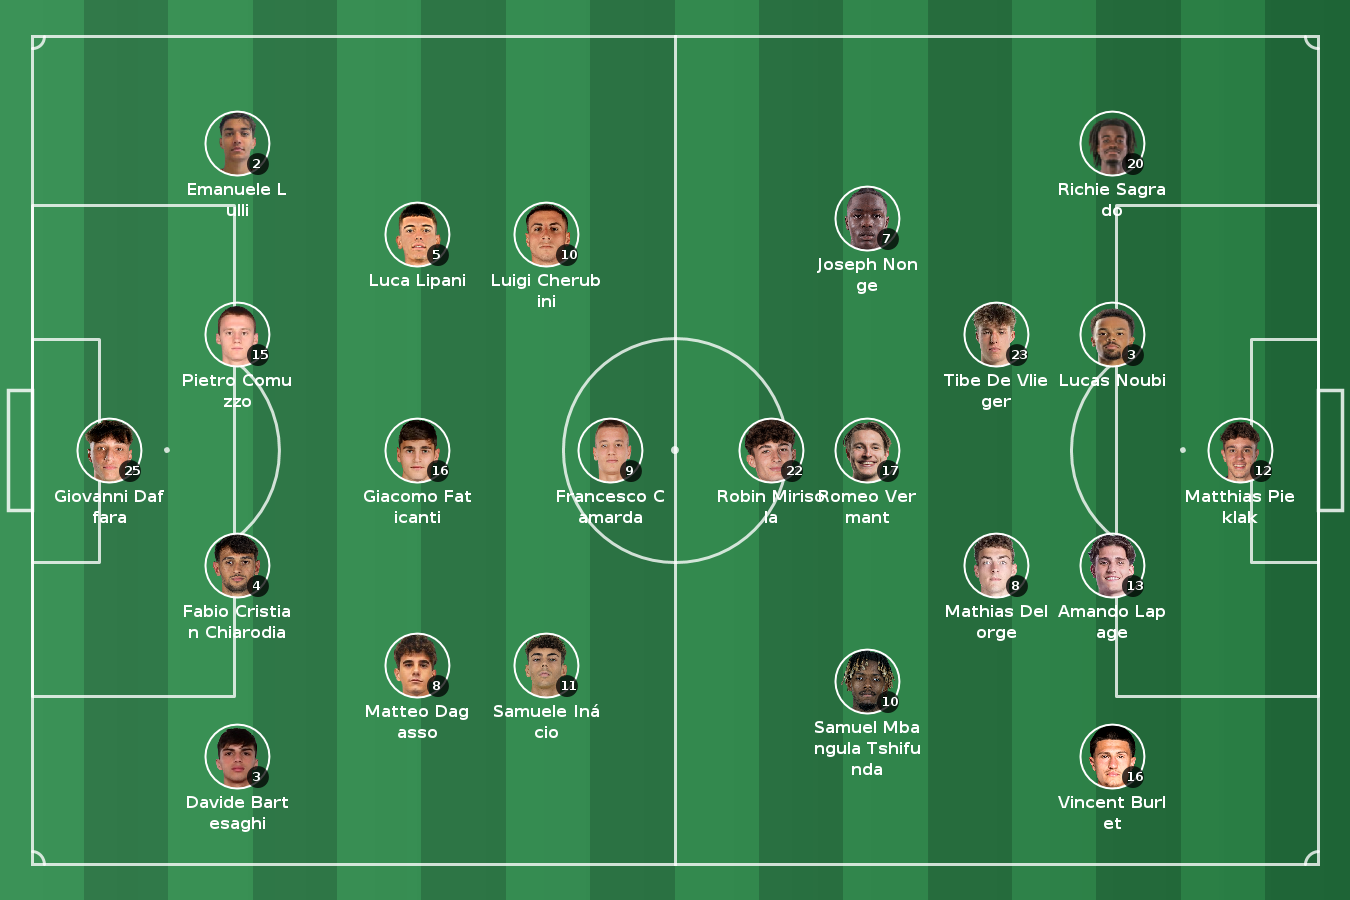 2
Emanuele L
ulli
5
Luca Lipani
10
Luigi Cherub
ini
15
Pietro Comu
zzo
25
Giovanni Daf
fara
16
Giacomo Fat
icanti
9
Francesco C
amarda
4
Fabio Cristia
n Chiarodia
8
Matteo Dag
asso
11
Samuele Iná
cio
3
Davide Bart
esaghi
20
Richie Sagra
do
7
Joseph Non
ge
23
Tibe De Vlie
ger
3
Lucas Noubi
22
Robin Miriso
la
17
Romeo Ver
mant
12
Matthias Pie
klak
8
Mathias Del
orge
13
Amando Lap
age
10
Samuel Mba
ngula Tshifu
nda
16
Vincent Burl
et